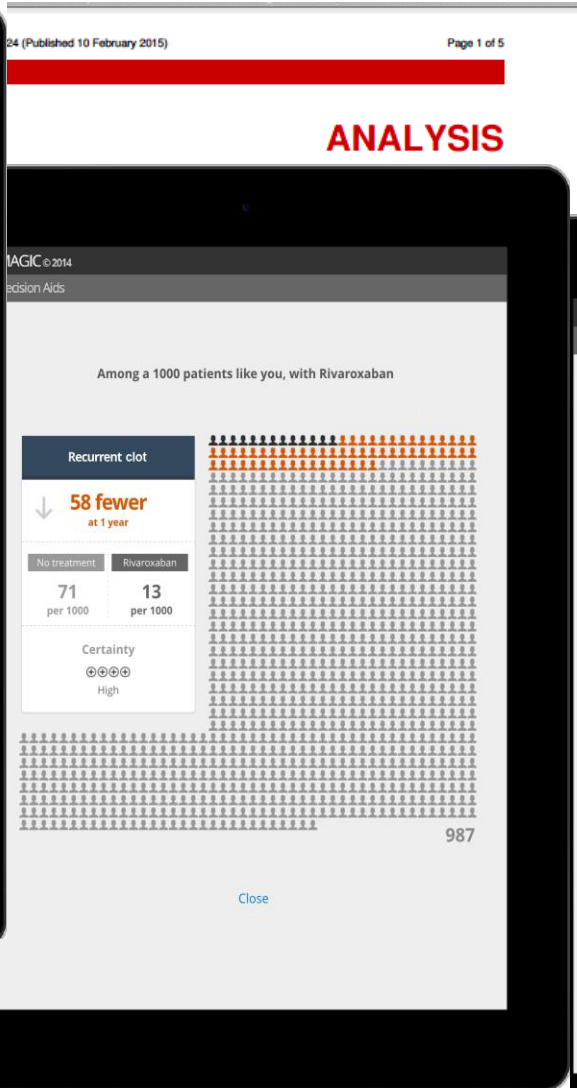 24 (Published 10 February 2015) Page 1 of 5
ANALYSIS
MAGIC © 2014
ecision Aids
Among a 1000 patients like you, with Rivaroxaban
Recurrent clot
↓ 58 fewer
at 1 year
No treatment Rivaroxaban
71 13
per 1000 per 1000
Certainty
⊕⊕⊕⊕
High
987
Close